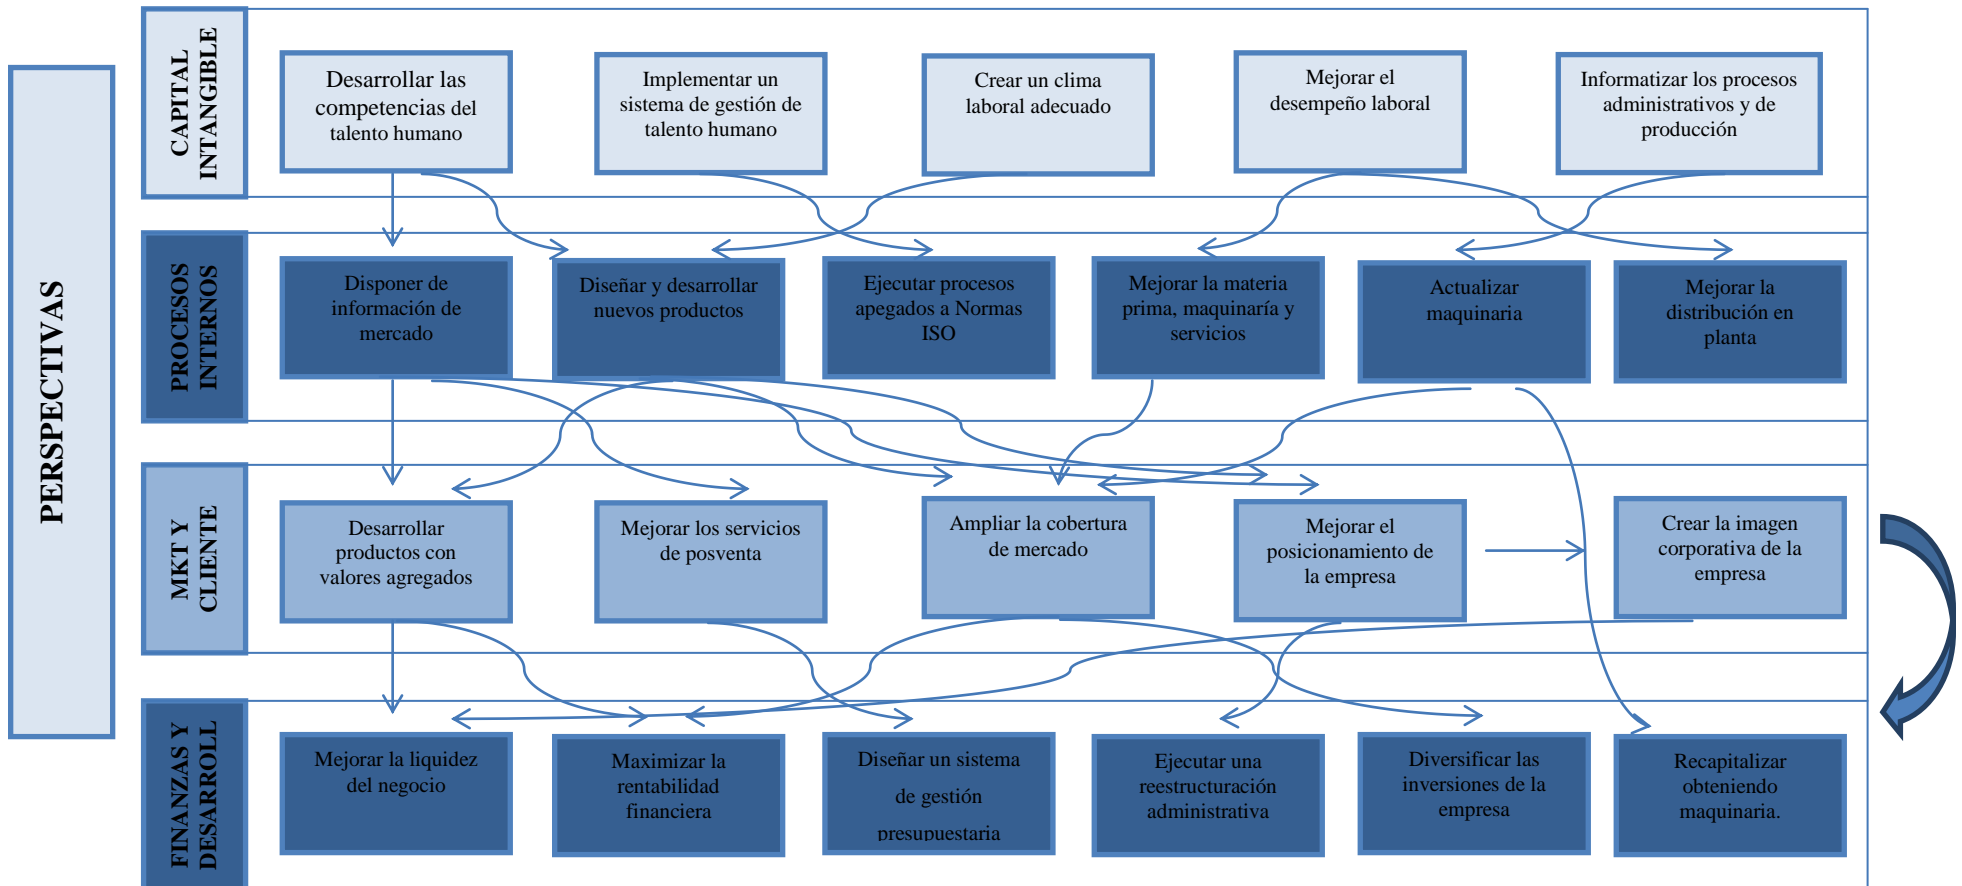 PERSPECTIVAS
CAPITAL
INTANGIBLE
Desarrollar las
competencias del
talento humano
Implementar un
sistema de gestión de
talento humano
Crear un clima
laboral adecuado
Mejorar el
desempeño laboral
Informatizar los procesos
administrativos y de
producción
PROCESOS
INTERNOS
Disponer de
información de
mercado
Diseñar y desarrollar
nuevos productos
Ejecutar procesos
apegados a Normas
ISO
Mejorar la materia
prima, maquinaría y
servicios
Actualizar
maquinaria
Mejorar la
distribución en
planta
MKT Y
CLIENTE
Desarrollar
productos con
valores agregados
Mejorar los servicios
de posventa
Ampliar la cobertura
de mercado
Mejorar el
posicionamiento de
la empresa
Crear la imagen
corporativa de la
empresa
FINANZAS Y
DESARROLL
Mejorar la liquidez
del negocio
Maximizar la
rentabilidad
financiera
Diseñar un sistema
de gestión
presupuestaria
Ejecutar una
reestructuración
administrativa
Diversificar las
inversiones de la
empresa
Recapitalizar
obteniendo
maquinaria.